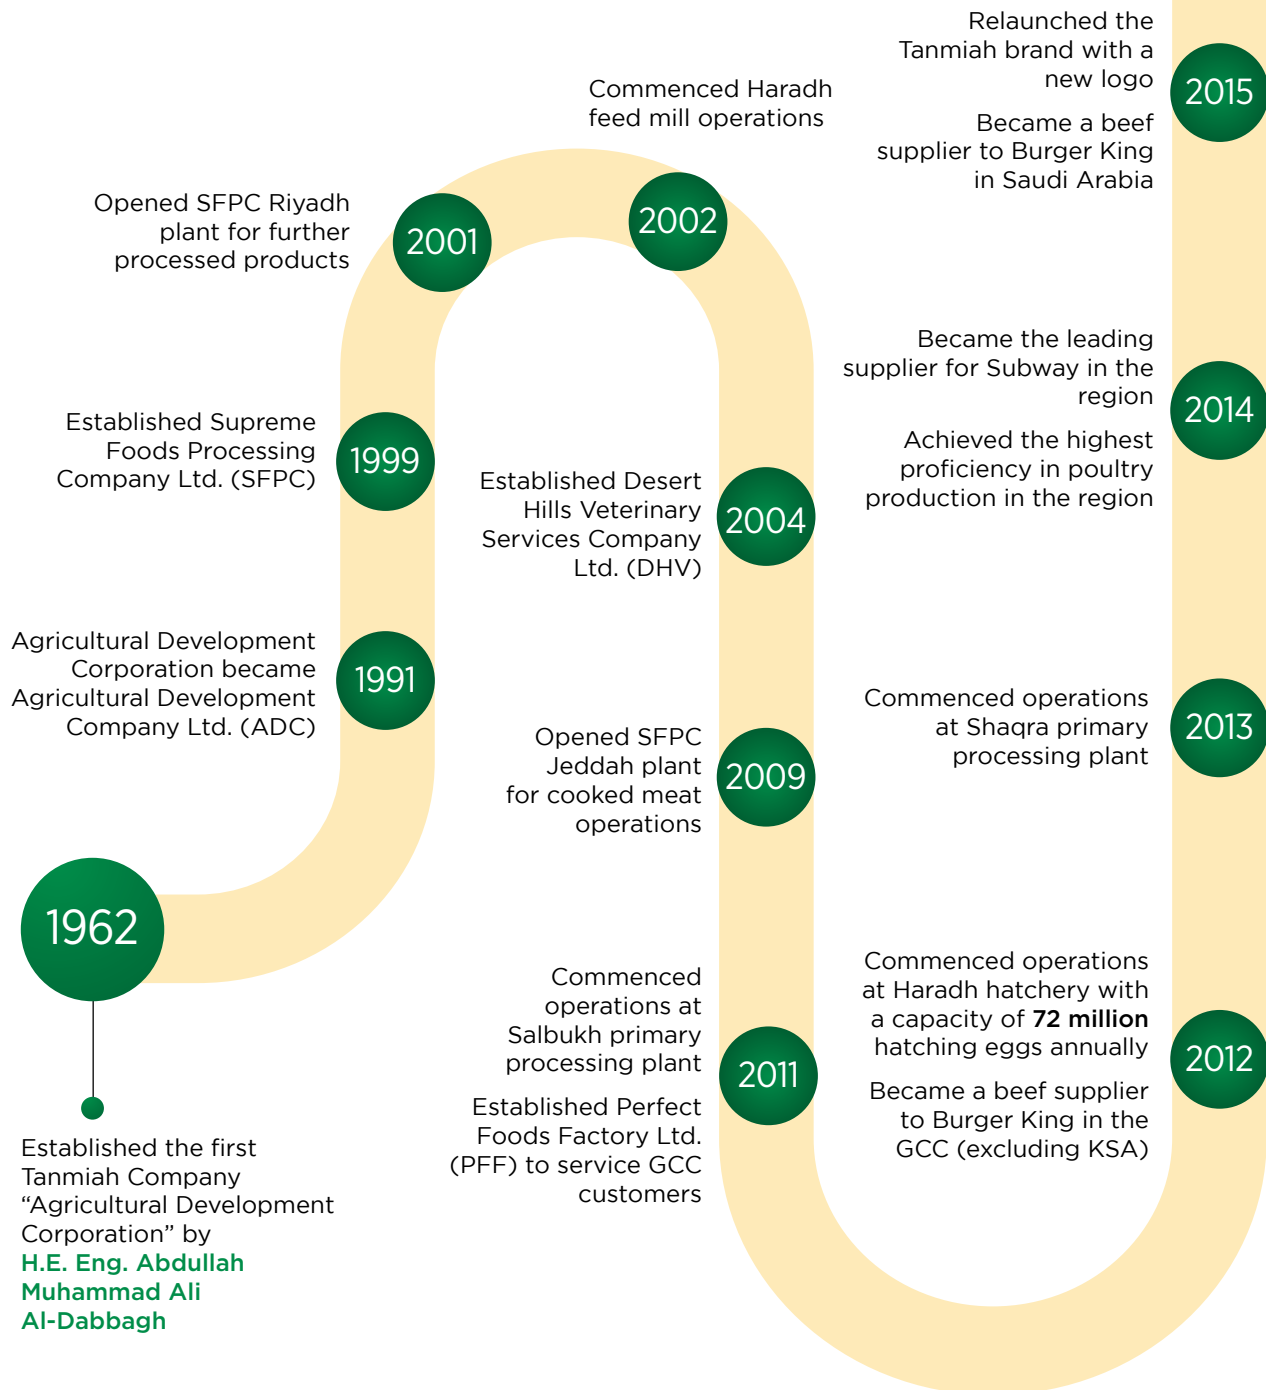 1962
Established the first
Tanmiah Company
“Agricultural Development
Corporation” by
H.E. Eng. Abdullah
Muhammad Ali
Al-Dabbagh
Agricultural Development
Corporation became
Agricultural Development
Company Ltd. (ADC)
1991
Established Supreme
Foods Processing
Company Ltd. (SFPC)
1999
Opened SFPC Riyadh
plant for further
processed products
2001
Commenced Haradh
feed mill operations
2002
Established Desert
Hills Veterinary
Services Company
Ltd. (DHV)
2004
Opened SFPC
Jeddah plant
for cooked meat
operations
2009
Commenced
operations at
Salbukh primary
processing plant
Established Perfect
Foods Factory Ltd.
(PFF) to service GCC
customers
2011
Commenced operations
at Haradh hatchery with
a capacity of 72 million
hatching eggs annually
Became a beef supplier
to Burger King in the
GCC (excluding KSA)
2012
Commenced operations
at Shaqra primary
processing plant
2013
Became the leading
supplier for Subway in the
region
Achieved the highest
proficiency in poultry
production in the region
2014
Relaunched the
Tanmiah brand with a
new logo
Became a beef
supplier to Burger King
in Saudi Arabia
2015